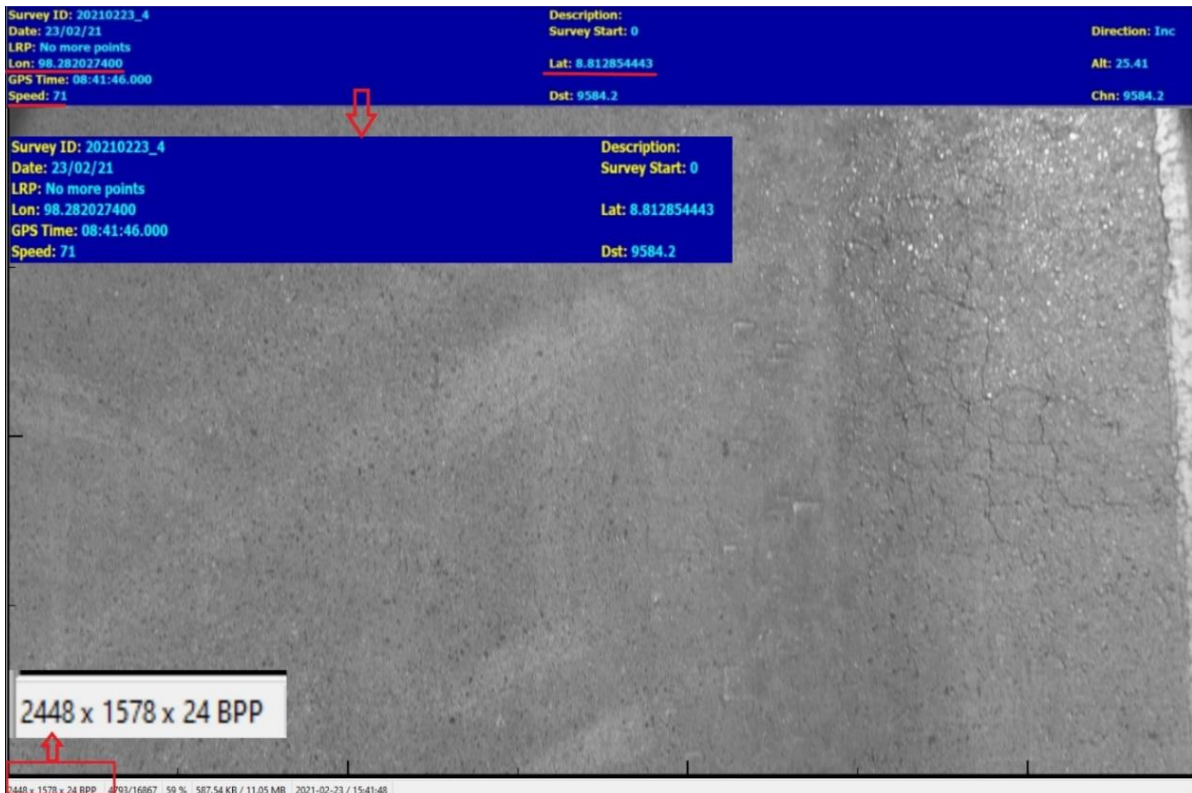 Survey ID: 20210223_4
Description:
Date: 23/02/21
Survey Start: 0
Direction: Inc
LRP: No more points
Lon: 98.282027400
Lat: 8.812854443
Alt: 25.41
GPS Time: 08:41:46.000
Speed: 71
Dst: 9584.2
Chn: 9584.2
Survey ID: 20210223_4
Description:
Date: 23/02/21
Survey Start: 0
LRP: No more points
Lon: 98.282027400
Lat: 8.812854443
GPS Time: 08:41:46.000
Speed: 71
Dst: 9584.2
2448 x 1578 x 24 BPP
2448 x 1578 x 24 BPP 4793/16867 59 % 587.54 KB / 11.05 MB 2021-02-23 / 15:41:48